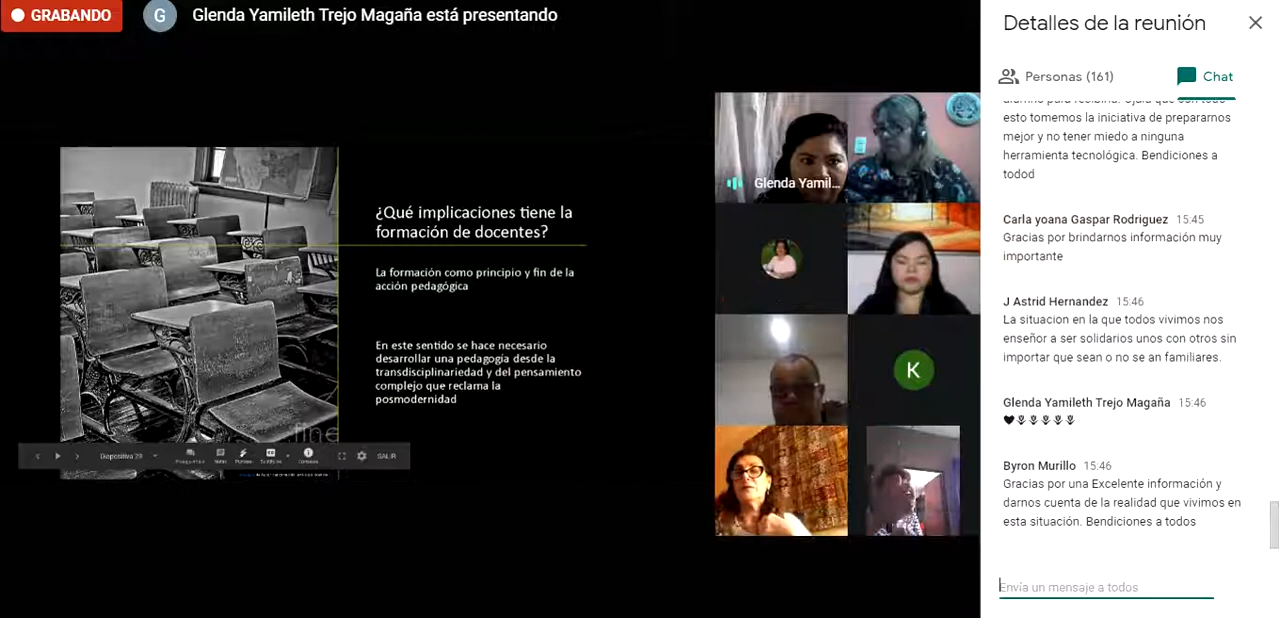 GRABANDO
G
Glenda Yamileth Trejo Magaña está presentando
¿Qué implicaciones tiene la
formación de docentes?
La formación como principio y fin de la
acción pedagógica
En este sentido se hace necesario
desarrollar una pedagogía desde la
transdisciplinariedad y del pensamiento
complejo que reclama la
posmodernidad
fine
Diapositiva 29
Notas
SALIR
Glenda Yamil...
K
Detalles de la reunión
Personas (161)
Chat
esto tomemos la iniciativa de prepararnos
mejor y no tener miedo a ninguna
herramienta tecnológica. Bendiciones a
todod
Carla yoana Gaspar Rodriguez 15:45
Gracias por brindarnos información muy
importante
J Astrid Hernandez 15:46
La situacion en la que todos vivimos nos
enseñor a ser solidarios unos con otros sin
importar que sean o no se an familiares.
Glenda Yamileth Trejo Magaña 15:46
Byron Murillo 15:46
Gracias por una Excelente información y
darnos cuenta de la realidad que vivimos en
esta situación. Bendiciones a todos
Envía un mensaje a todos